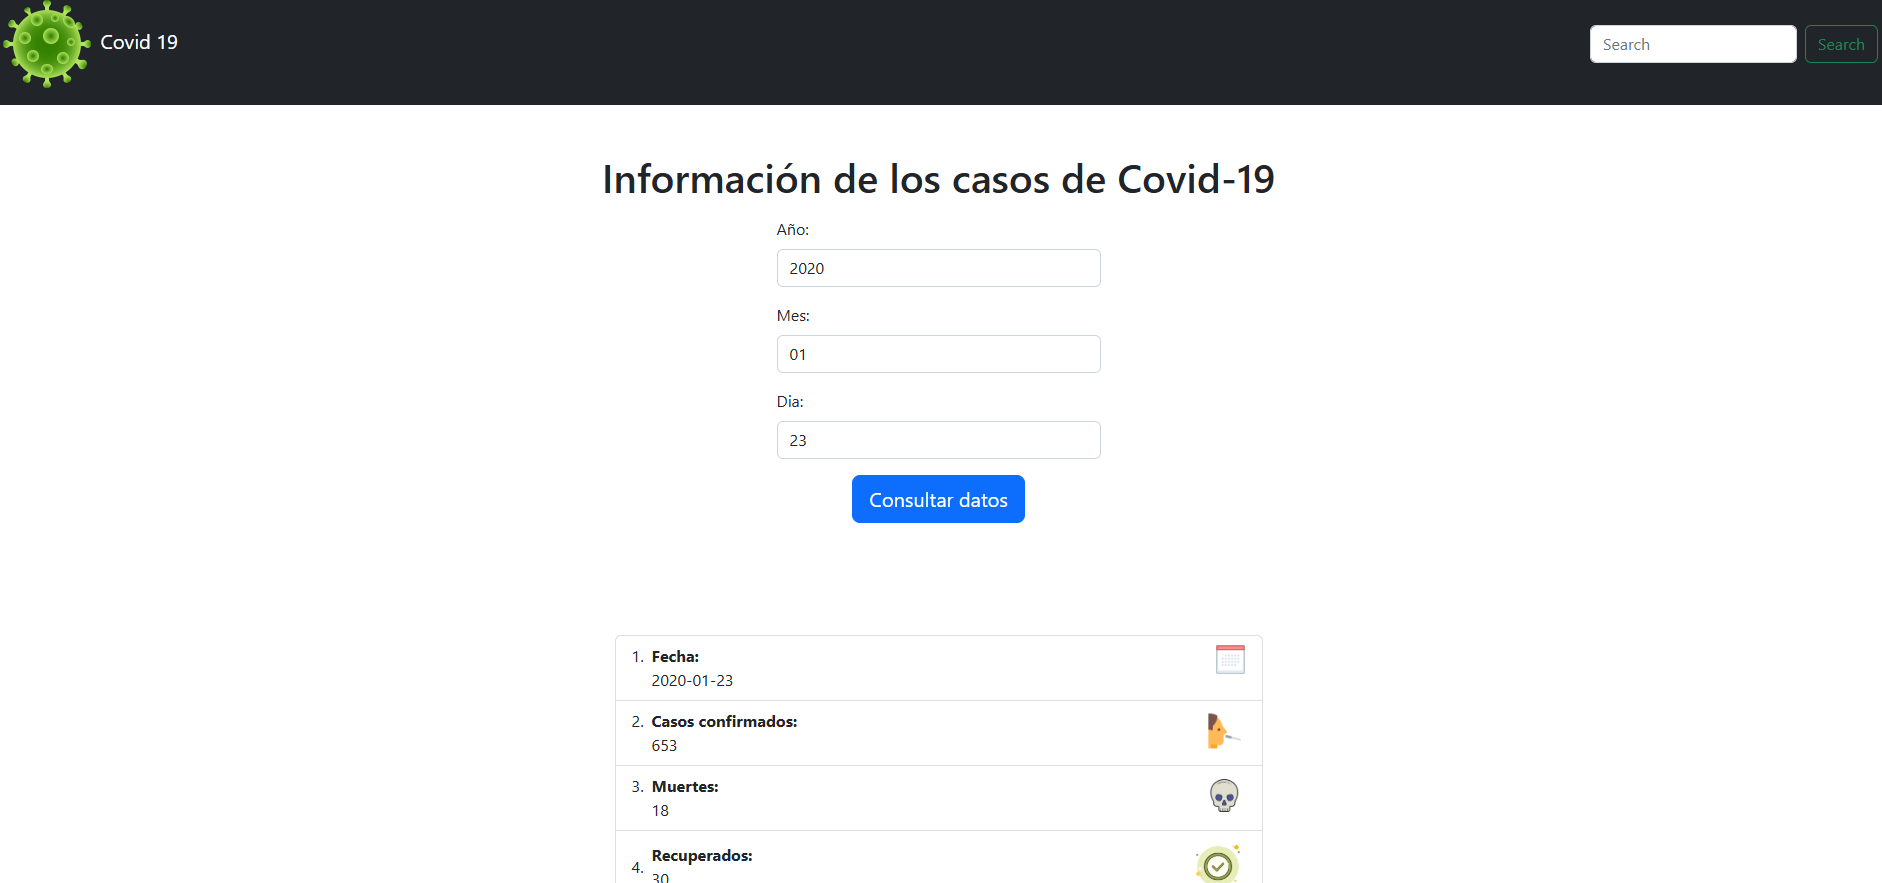 Covid 19
Search
Search
Información de los casos de Covid-19
Año:
2020
Mes:
01
Dia:
23
Consultar datos
1. Fecha:
2020-01-23
2. Casos confirmados:
653
3. Muertes:
18
4. Recuperados:
30